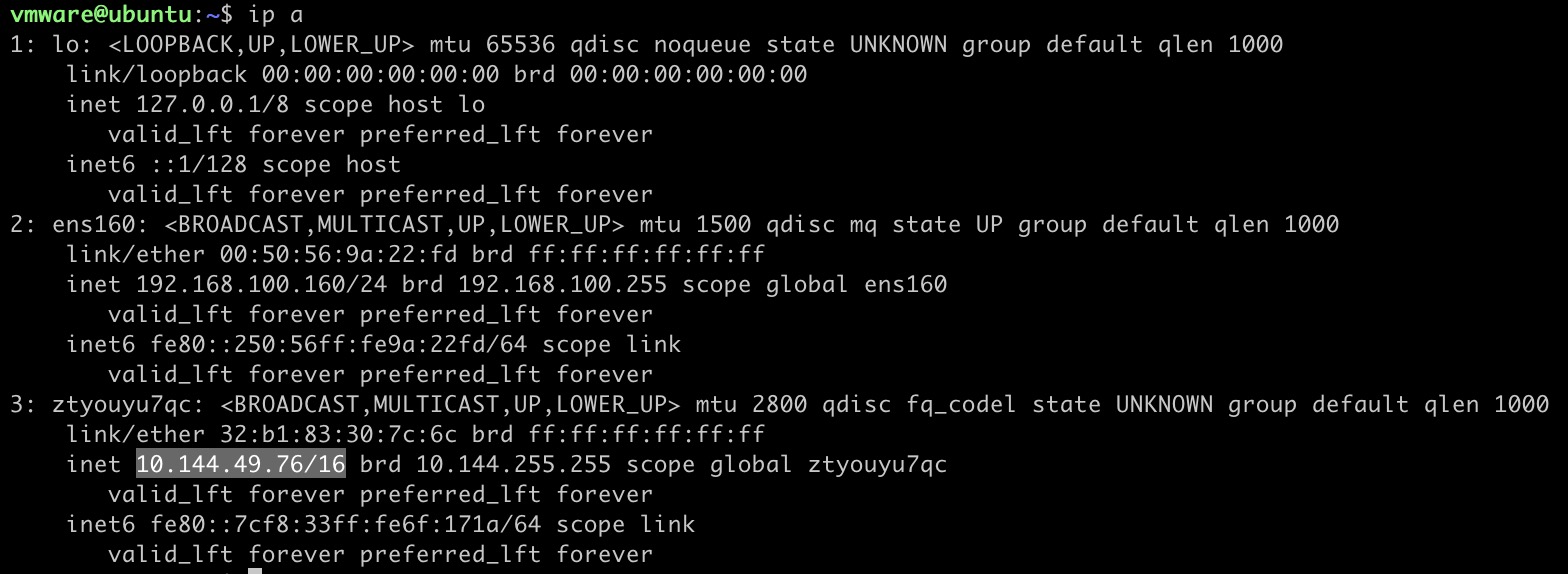 vmware@ubuntu:~$ ip a
1: lo: <LOOPBACK,UP,LOWER_UP> mtu 65536 qdisc noqueue state UNKNOWN group default qlen 1000
    link/loopback 00:00:00:00:00:00 brd 00:00:00:00:00:00
    inet 127.0.0.1/8 scope host lo
       valid_lft forever preferred_lft forever
    inet6 ::1/128 scope host
       valid_lft forever preferred_lft forever
2: ens160: <BROADCAST,MULTICAST,UP,LOWER_UP> mtu 1500 qdisc mq state UP group default qlen 1000
    link/ether 00:50:56:9a:22:fd brd ff:ff:ff:ff:ff:ff
    inet 192.168.100.160/24 brd 192.168.100.255 scope global ens160
       valid_lft forever preferred_lft forever
    inet6 fe80::250:56ff:fe9a:22fd/64 scope link
       valid_lft forever preferred_lft forever
3: ztyouyu7qc: <BROADCAST,MULTICAST,UP,LOWER_UP> mtu 2800 qdisc fq_codel state UNKNOWN group default qlen 1000
    link/ether 32:b1:83:30:7c:6c brd ff:ff:ff:ff:ff:ff
    inet 10.144.49.76/16 brd 10.144.255.255 scope global ztyouyu7qc
       valid_lft forever preferred_lft forever
    inet6 fe80::7cf8:33ff:fe6f:171a/64 scope link
       valid_lft forever preferred_lft forever